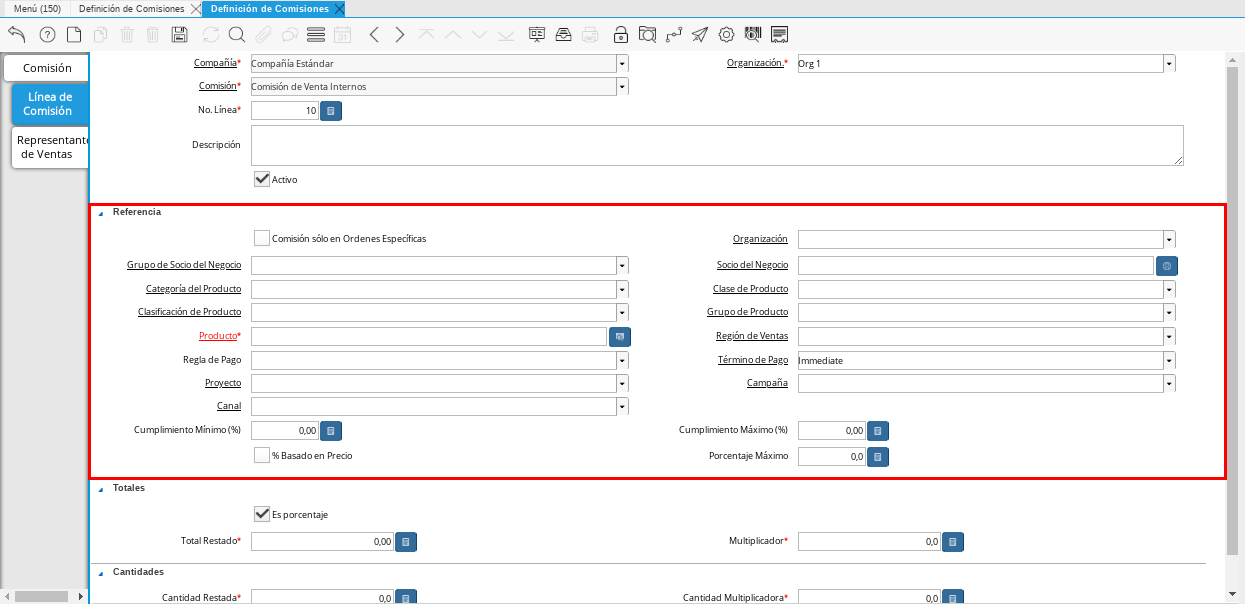 Menú (150) Definición de Comisiones Definición de Comisiones
31
Comisión
Línea de
Comisión
Representante
de Ventas
Compañía* Compañía Estándar Organización.* Org 1
Comisión* Comisión de Venta Internos
No. Línea* 10
Descripción
Activo
Referencia
Comisión sólo en Ordenes Específicas Organización
Grupo de Socio del Negocio Socio del Negocio
Categoría del Producto Clase de Producto
Clasificación de Producto Grupo de Producto
Producto* Región de Ventas
Regla de Pago Término de Pago Immediate
Proyecto Campaña
Canal
Cumplimiento Mínimo (%) 0,00 Cumplimiento Máximo (%) 0,00
% Basado en Precio Porcentaje Máximo 0,0
Totales
Es porcentaje
Total Restado* 0,00 Multiplicador* 0,0
Cantidades
Cantidad Restada* 0,0 Cantidad Multiplicadora* 0,0